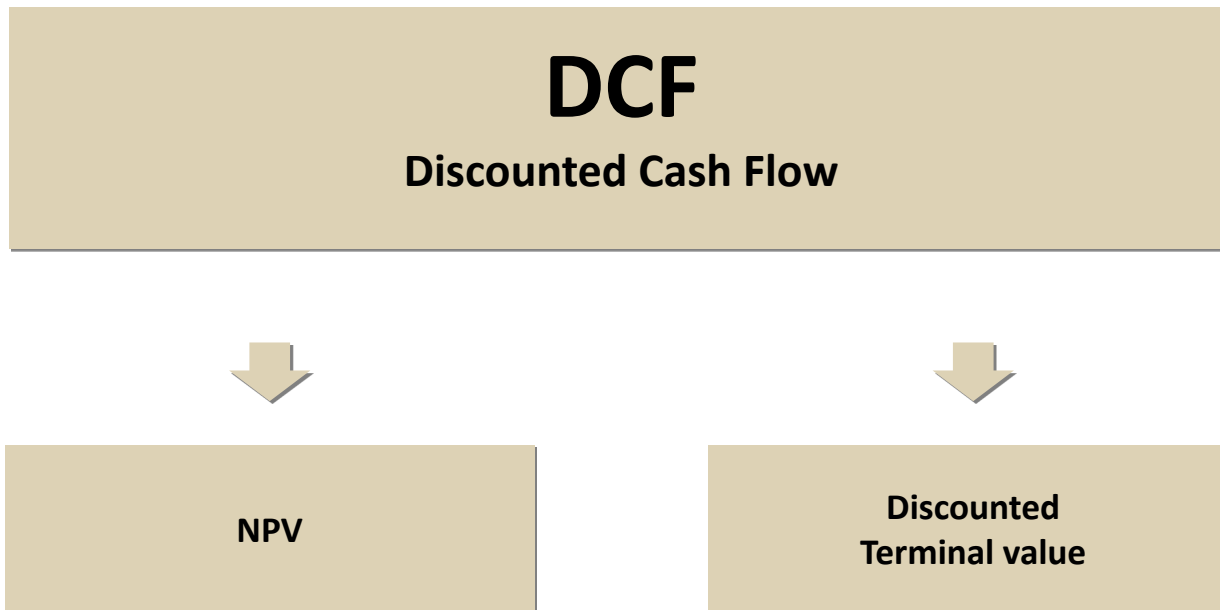 DCF
Discounted Cash Flow
NPV
Discounted
Terminal value